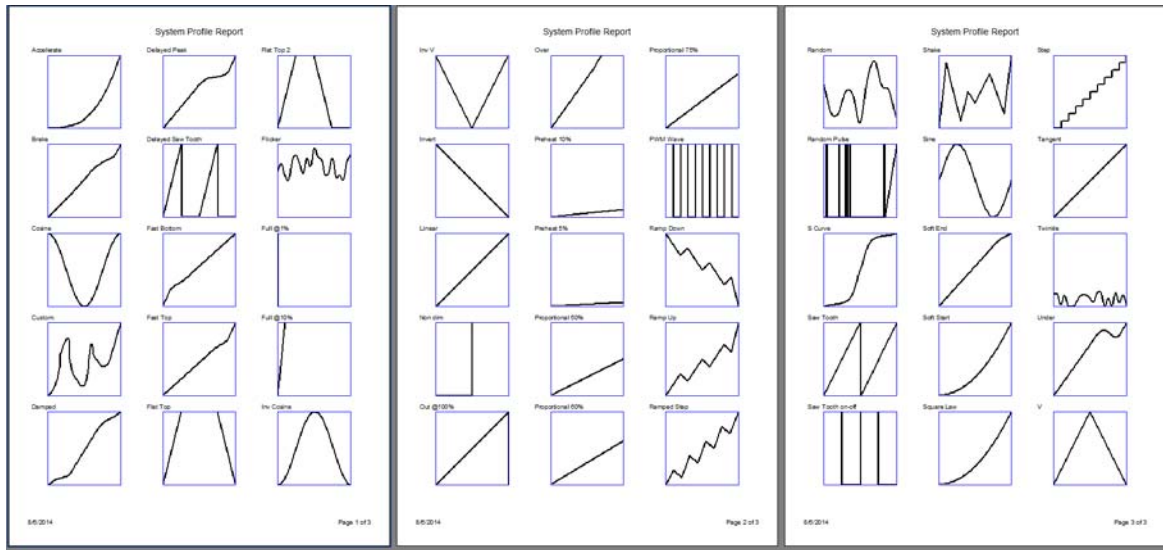 System Profile Report
Accelerate Delayed Peak Flat Top 2
Brake Delayed Saw Tooth Flicker
Cosine Fast Bottom Full @1%
Custom Fast Top Full @10%
Damped Flat Top Inv Cosine
8/6/2014 Page 1 of 3
System Profile Report
Inv V Over Proportional 75%
Invert Preheat 10% PWM Wave
Linear Preheat 5% Ramp Down
Non dim Proportional 50% Ramp Up
Out @100% Proportional 60% Ramped Step
8/6/2014 Page 2 of 3
System Profile Report
Random Shake Step
Random Pulse Sine Tangent
S Curve Soft End Twinkle
Saw Tooth Soft Start Under
Saw Tooth on-off Square Law V
8/6/2014 Page 3 of 3